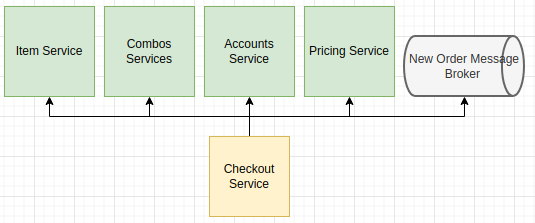 Item Service
Combos
Services
Accounts
Service
Pricing Service
New Order Message
Broker
Checkout
Service